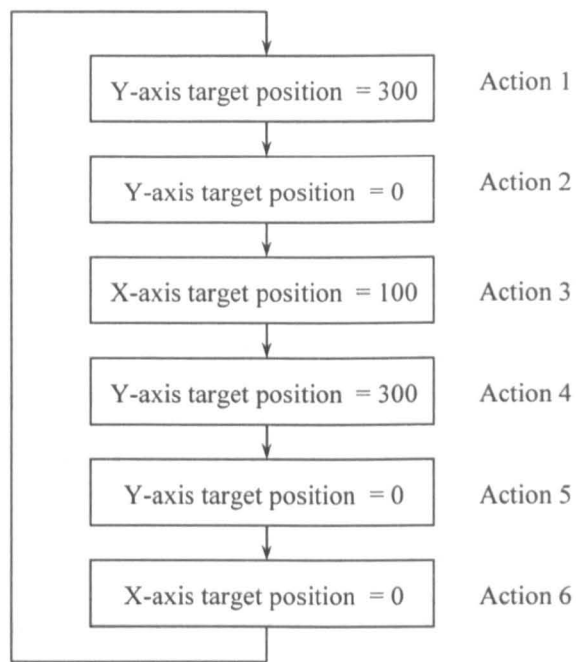 Y-axis target position = 300 Action 1
Y-axis target position = 0 Action 2
X-axis target position = 100 Action 3
Y-axis target position = 300 Action 4
Y-axis target position = 0 Action 5
X-axis target position = 0 Action 6